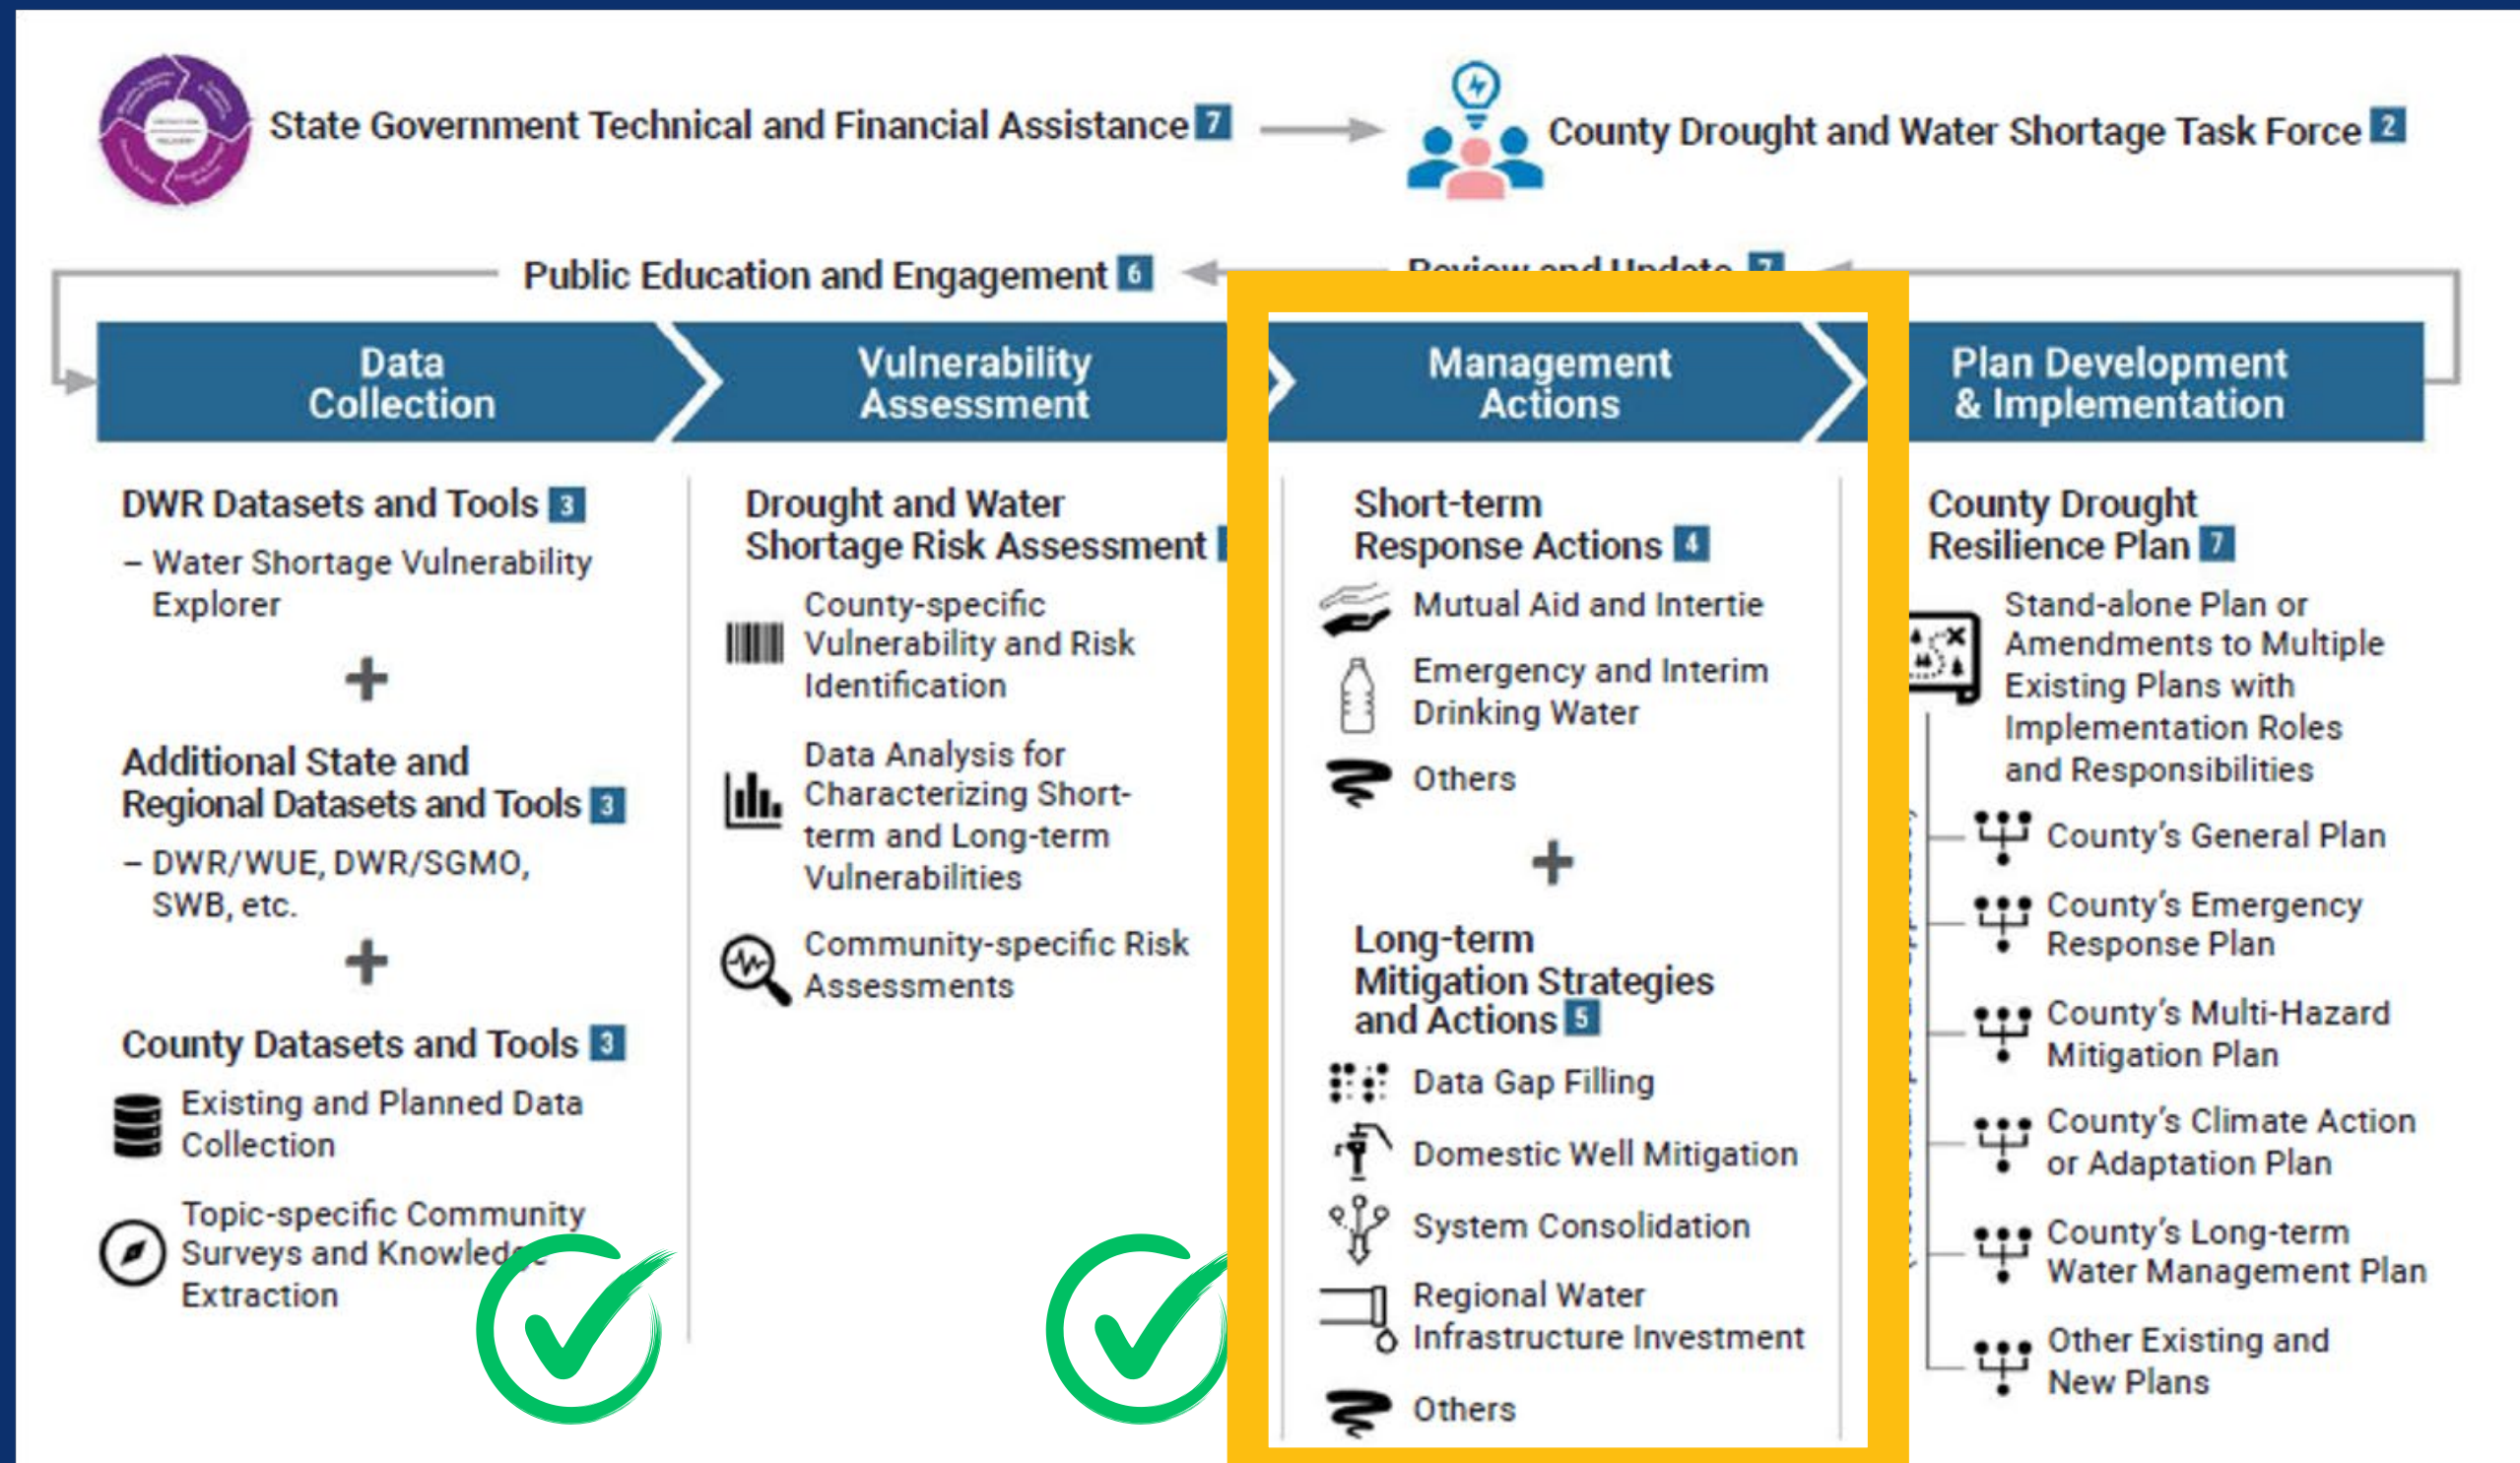 State Government Technical and Financial Assistance 7
County Drought and Water Shortage Task Force 2
Public Education and Engagement 6
Review and Update 7
Data
Collection
Vulnerability
Assessment
Management
Actions
Plan Development
& Implementation
DWR Datasets and Tools 3
– Water Shortage Vulnerability
Explorer
+
Additional State and
Regional Datasets and Tools 3
– DWR/WUE, DWR/SGMO,
SWB, etc.
+
County Datasets and Tools 3
Existing and Planned Data
Collection
Topic-specific Community
Surveys and Knowledge
Extraction
Drought and Water
Shortage Risk Assessment
County-specific
Vulnerability and Risk
Identification
Data Analysis for
Characterizing Short-
term and Long-term
Vulnerabilities
Community-specific Risk
Assessments
Short-term
Response Actions 4
Mutual Aid and Intertie
Emergency and Interim
Drinking Water
Others
+
Long-term
Mitigation Strategies
and Actions 5
Data Gap Filling
Domestic Well Mitigation
System Consolidation
Regional Water
Infrastructure Investment
Others
County Drought
Resilience Plan 7
Stand-alone Plan or
Amendments to Multiple
Existing Plans with
Implementation Roles
and Responsibilities
County's General Plan
County's Emergency
Response Plan
County's Multi-Hazard
Mitigation Plan
County's Climate Action
or Adaptation Plan
County's Long-term
Water Management Plan
Other Existing and
New Plans